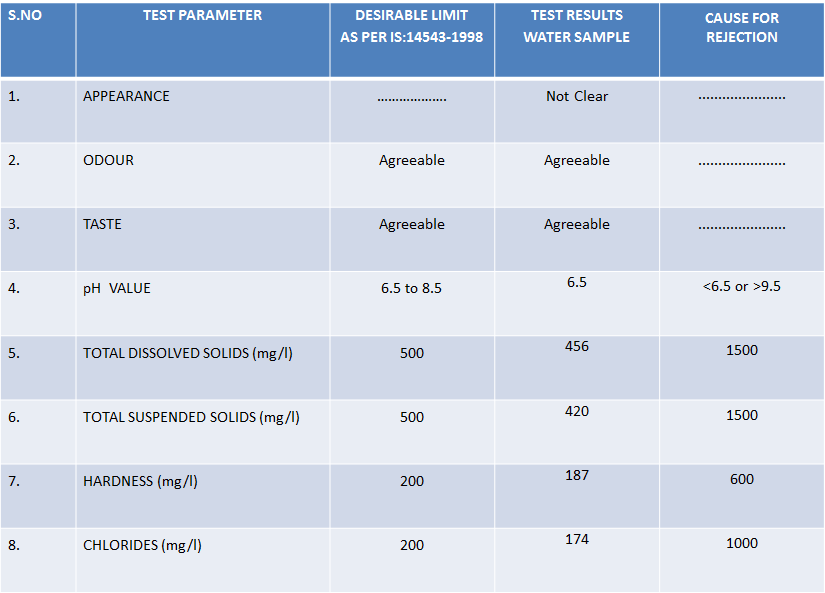 S.NO TEST PARAMETER DESIRABLE LIMIT AS PER IS:14543-1998 TEST RESULTS WATER SAMPLE CAUSE FOR REJECTION
1. APPEARANCE ................... Not Clear ......................
2. ODOUR Agreeable Agreeable ......................
3. TASTE Agreeable Agreeable ......................
4. pH VALUE 6.5 to 8.5 6.5 <6.5 or >9.5
5. TOTAL DISSOLVED SOLIDS (mg/l) 500 456 1500
6. TOTAL SUSPENDED SOLIDS (mg/l) 500 420 1500
7. HARDNESS (mg/l) 200 187 600
8. CHLORIDES (mg/l) 200 174 1000